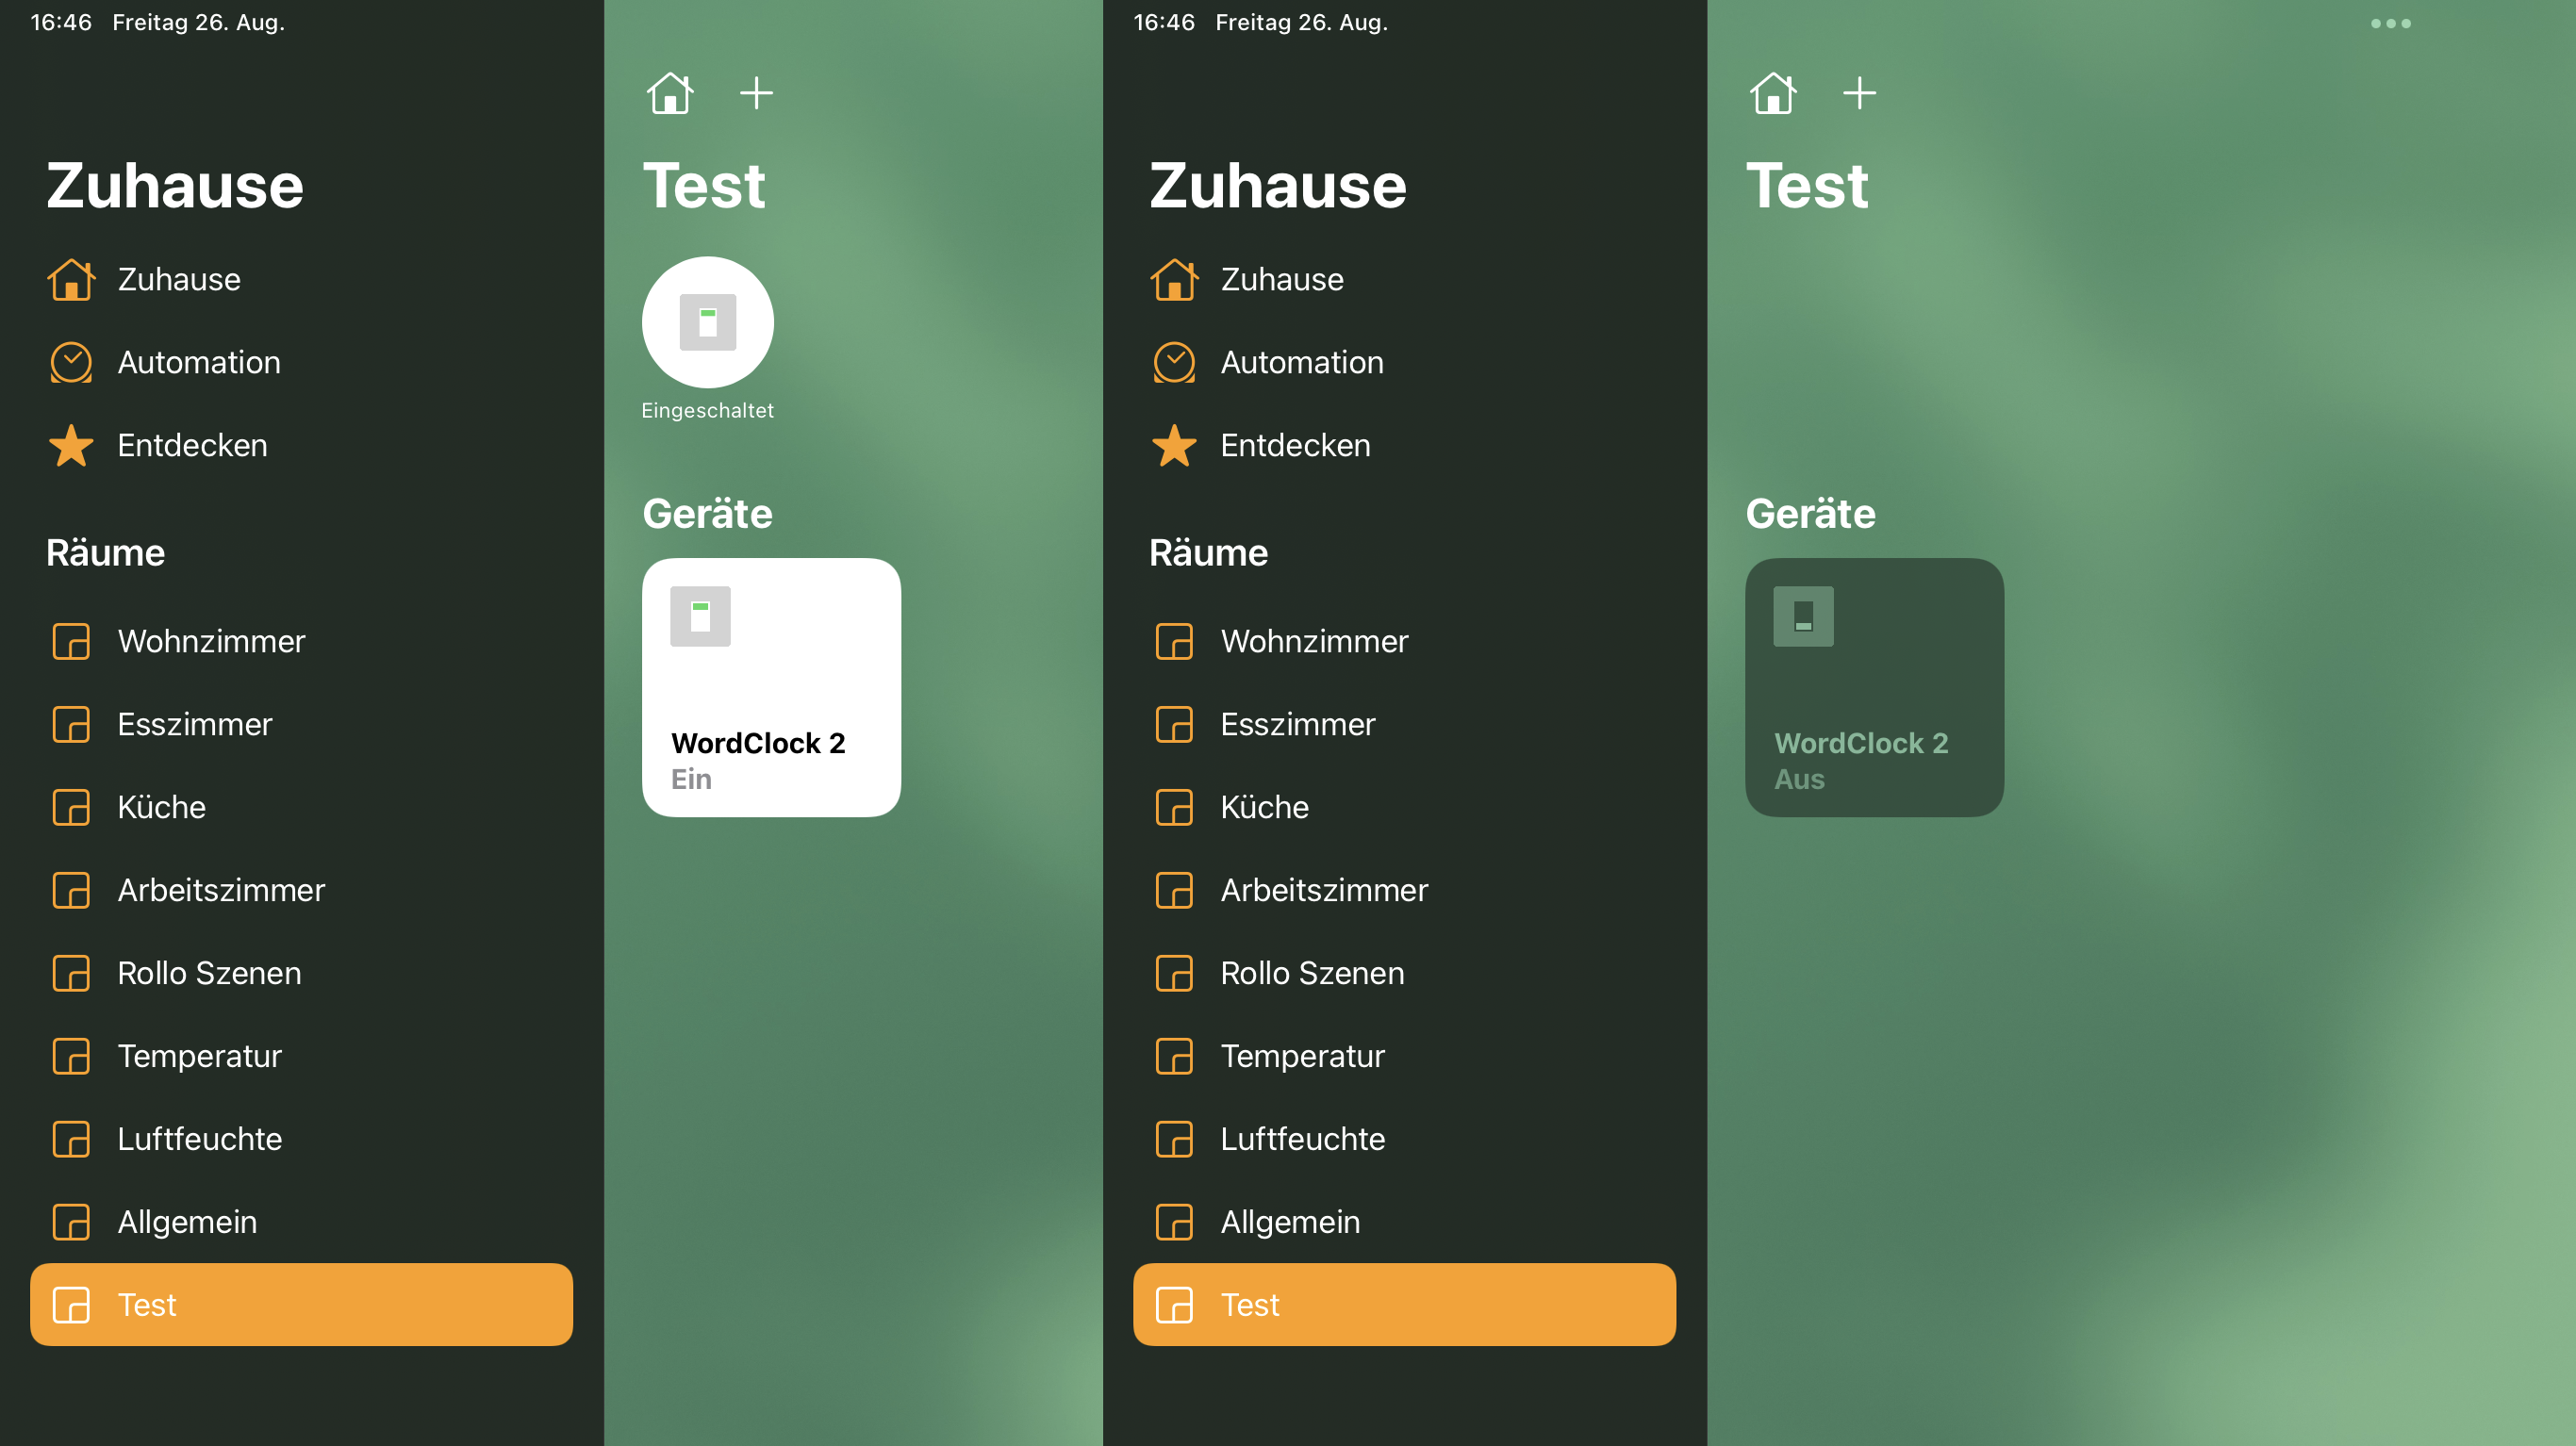 16:46 Freitag 26. Aug.
Zuhause
Zuhause
Automation
Entdecken
Räume
Wohnzimmer
Esszimmer
Küche
Arbeitszimmer
Rollo Szenen
Temperatur
Luftfeuchte
Allgemein
Test
Test
Eingeschaltet
Geräte
WordClock 2
Ein
16:46 Freitag 26. Aug.
Zuhause
Zuhause
Automation
Entdecken
Räume
Wohnzimmer
Esszimmer
Küche
Arbeitszimmer
Rollo Szenen
Temperatur
Luftfeuchte
Allgemein
Test
Test
Geräte
WordClock 2
Aus